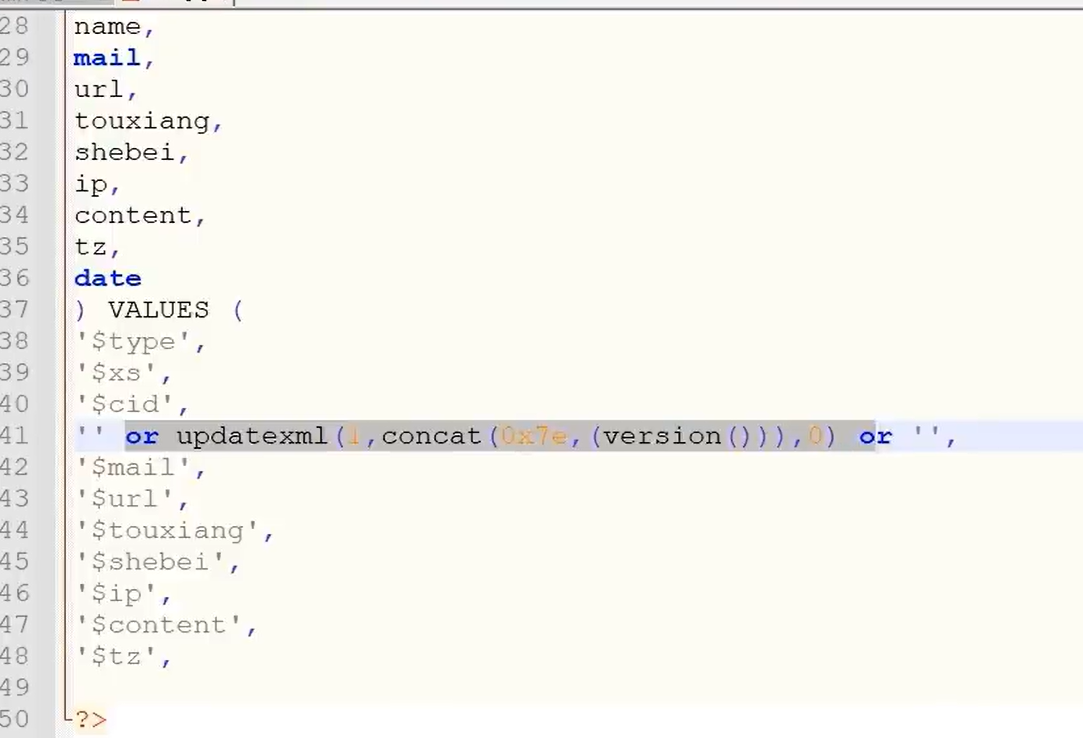 28 name,
29 mail,
30 url,
31 touxiang,
32 shebei,
33 ip,
34 content,
35 tz,
36 date
37 ) VALUES (
38 '$type',
39 '$xs',
40 '$cid',
41 '' or updatexml(1,concat(0x7e,(version())),0) or '',
42 '$mail',
43 '$url',
44 '$touxiang',
45 '$shebei',
46 '$ip',
47 '$content',
48 '$tz',
49
50 ?>